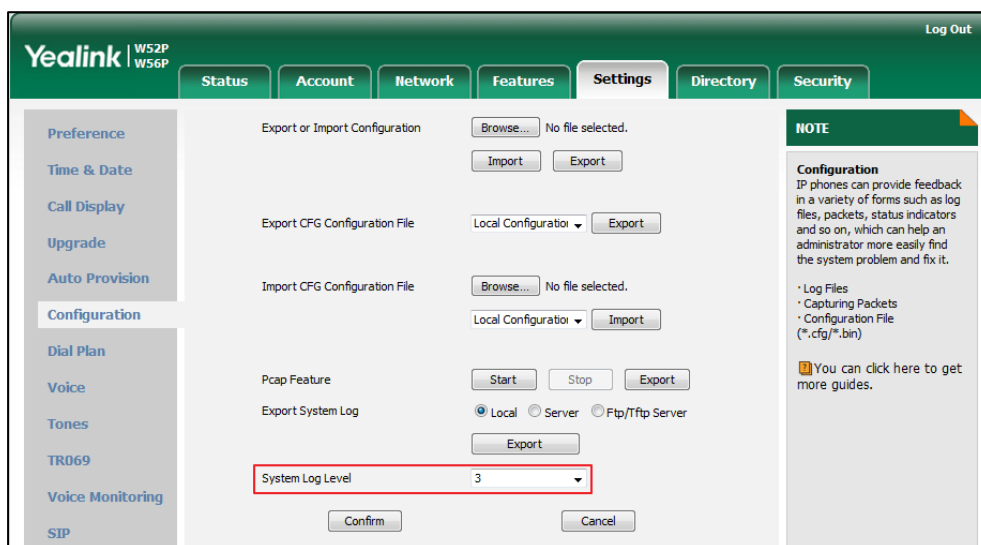 Log Out
Yealink | W52P
W56P
Status Account Network Features Settings Directory Security
Preference
Time & Date
Call Display
Upgrade
Auto Provision
Configuration
Dial Plan
Voice
Tones
TR069
Voice Monitoring
SIP
Export or Import Configuration Browse... No file selected.
Import Export
Export CFG Configuration File Local Configuration Export
Import CFG Configuration File Browse... No file selected.
Local Configuration Import
Pcap Feature Start Stop Export
Export System Log Local Server Ftp/Tftp Server
Export
System Log Level 3
Confirm Cancel
NOTE
Configuration
IP phones can provide feedback
in a variety of forms such as log
files, packets, status indicators
and so on, which can help an
administrator more easily find
the system problem and fix it.
· Log Files
· Capturing Packets
· Configuration File
(*.cfg/*.bin)
You can click here to get
more guides.